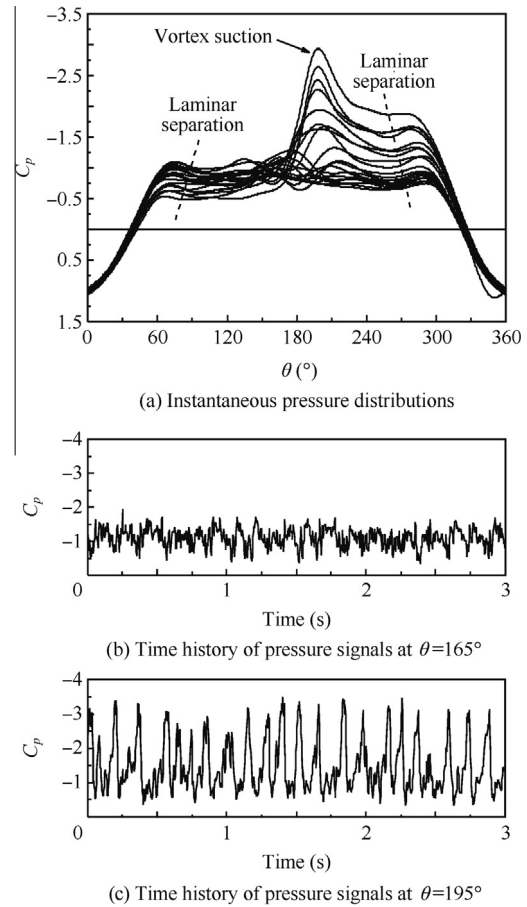 −3.5
Vortex suction
−2.5
Laminar
separation
Laminar
separation
−1.5
Cp
−0.5
0.5
1.5
0 60 120 180 240 300 360
θ (°)
(a) Instantaneous pressure distributions
−4
−3
Cp
−2
−1
0 1 2 3
Time (s)
(b) Time history of pressure signals at θ=165°
−4
−3
Cp
−2
−1
0 1 2 3
Time (s)
(c) Time history of pressure signals at θ=195°